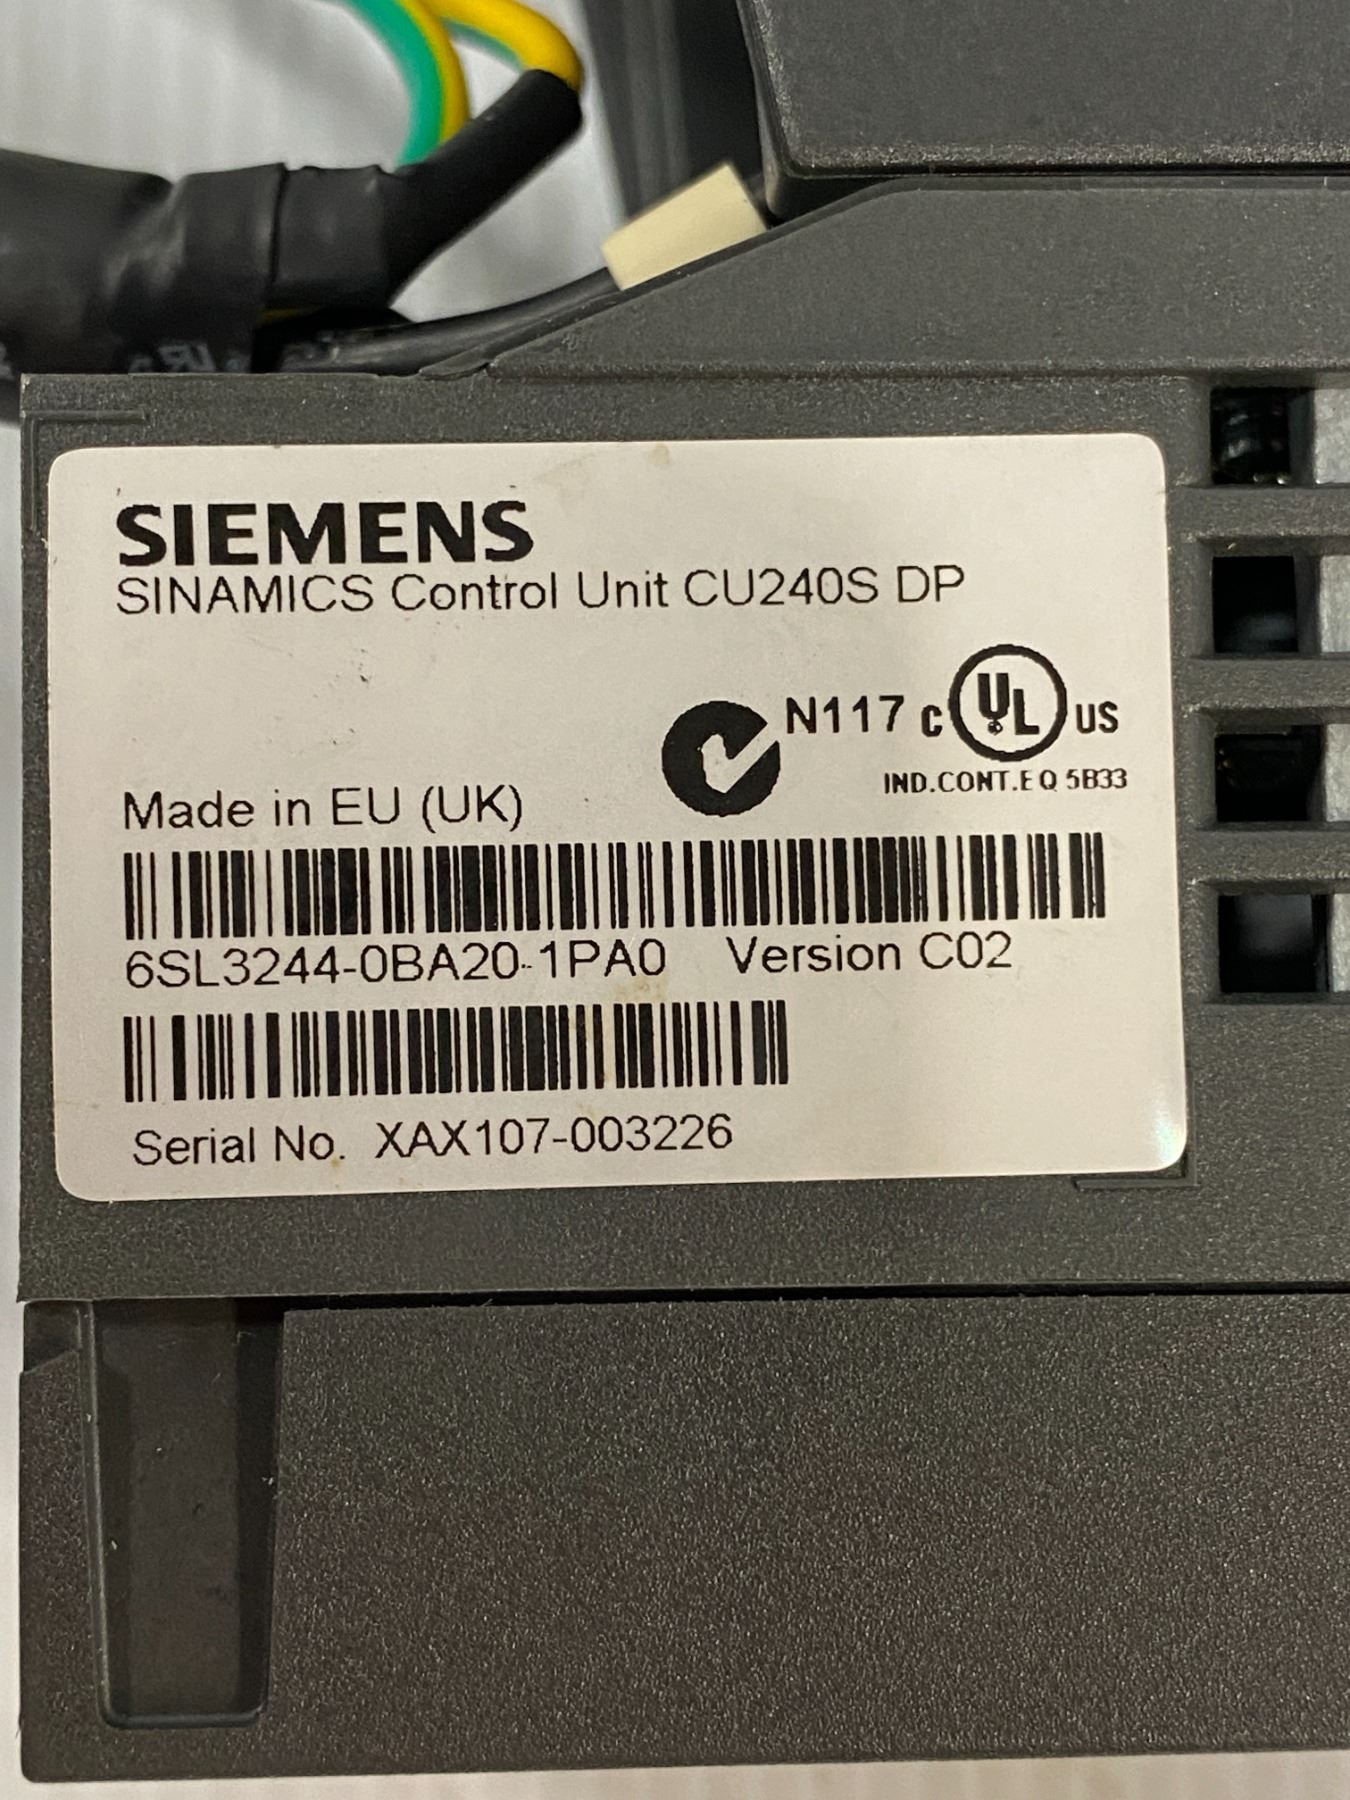 SIEMENS
SINAMICS Control Unit CU240S DP
N117 C UL US
IND.CONT.EQ 5B33
Made in EU (UK)
6SL3244-0BA20-1PA0 Version C02
Serial No. XAX107-003226